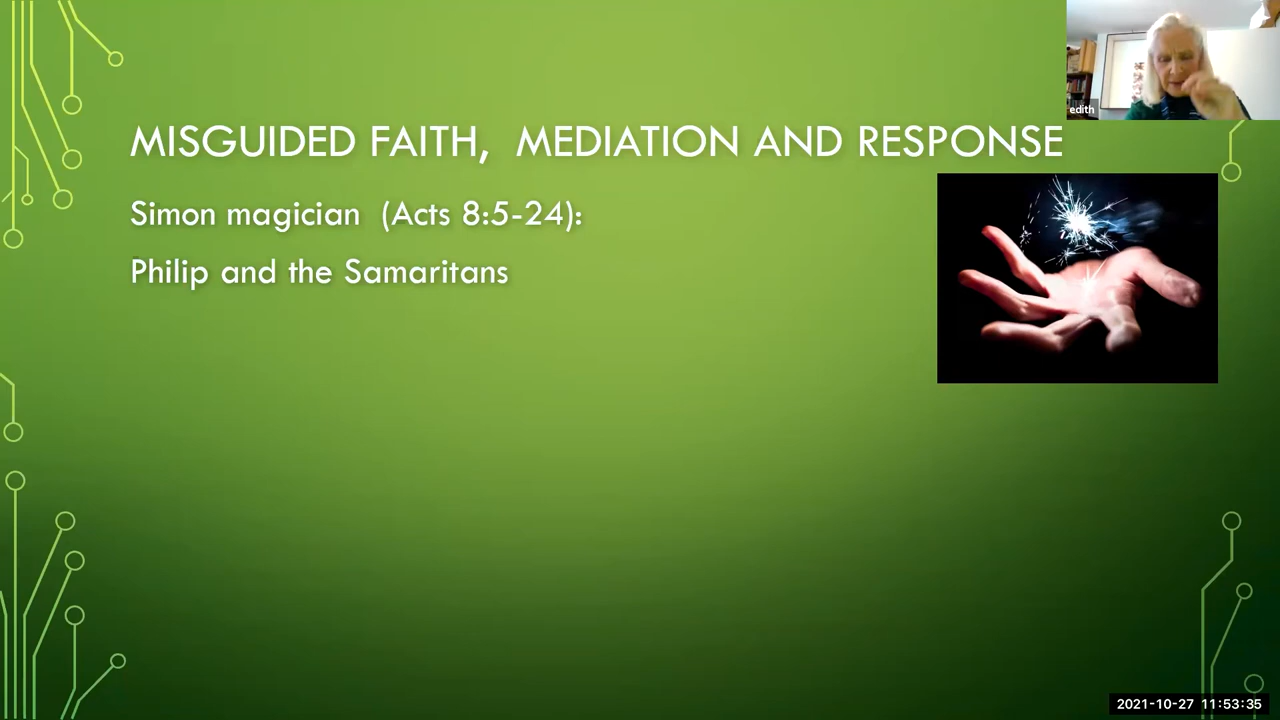 edith
MISGUIDED FAITH, MEDIATION AND RESPONSE
Simon magician (Acts 8:5-24):
Philip and the Samaritans
2021-10-27 11:53:35